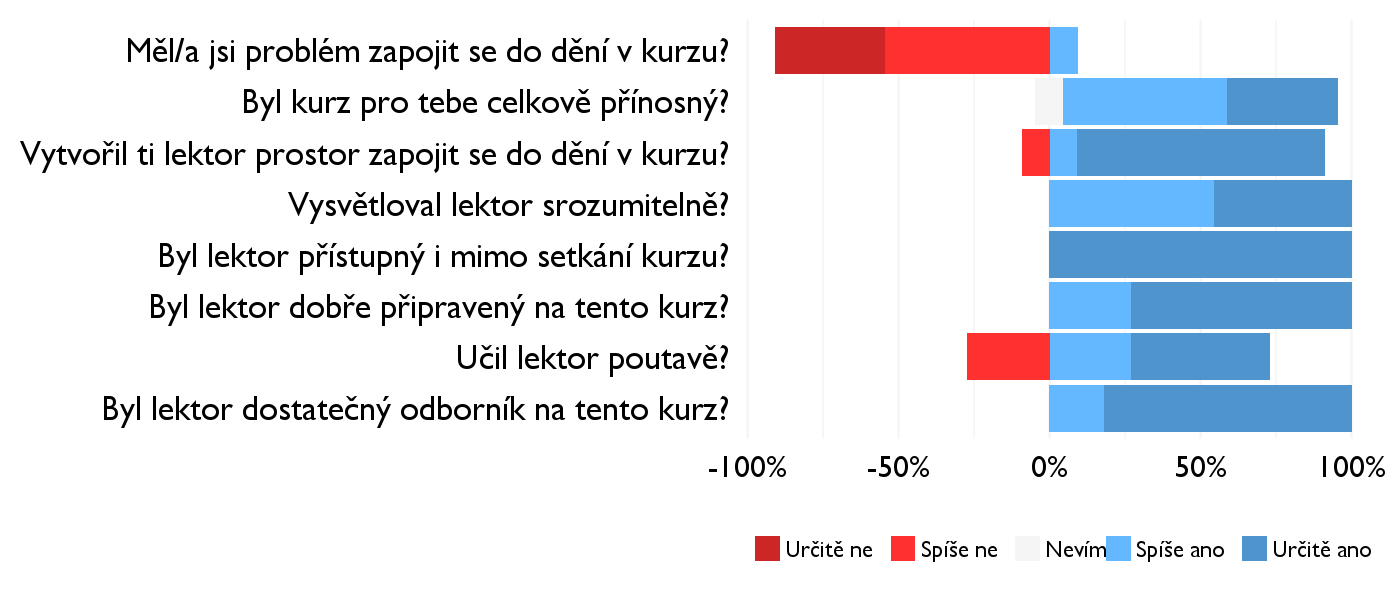 Měl/a jsi problém zapojit se do dění v kurzu?
Byl kurz pro tebe celkově přínosný?
Vytvořil ti lektor prostor zapojit se do dění v kurzu?
Vysvětloval lektor srozumitelně?
Byl lektor přístupný i mimo setkání kurzu?
Byl lektor dobře připravený na tento kurz?
Učil lektor poutavě?
Byl lektor dostatečný odborník na tento kurz?
-100% -50% 0% 50% 100%
Určitě ne Spíše ne Nevím Spíše ano Určitě ano